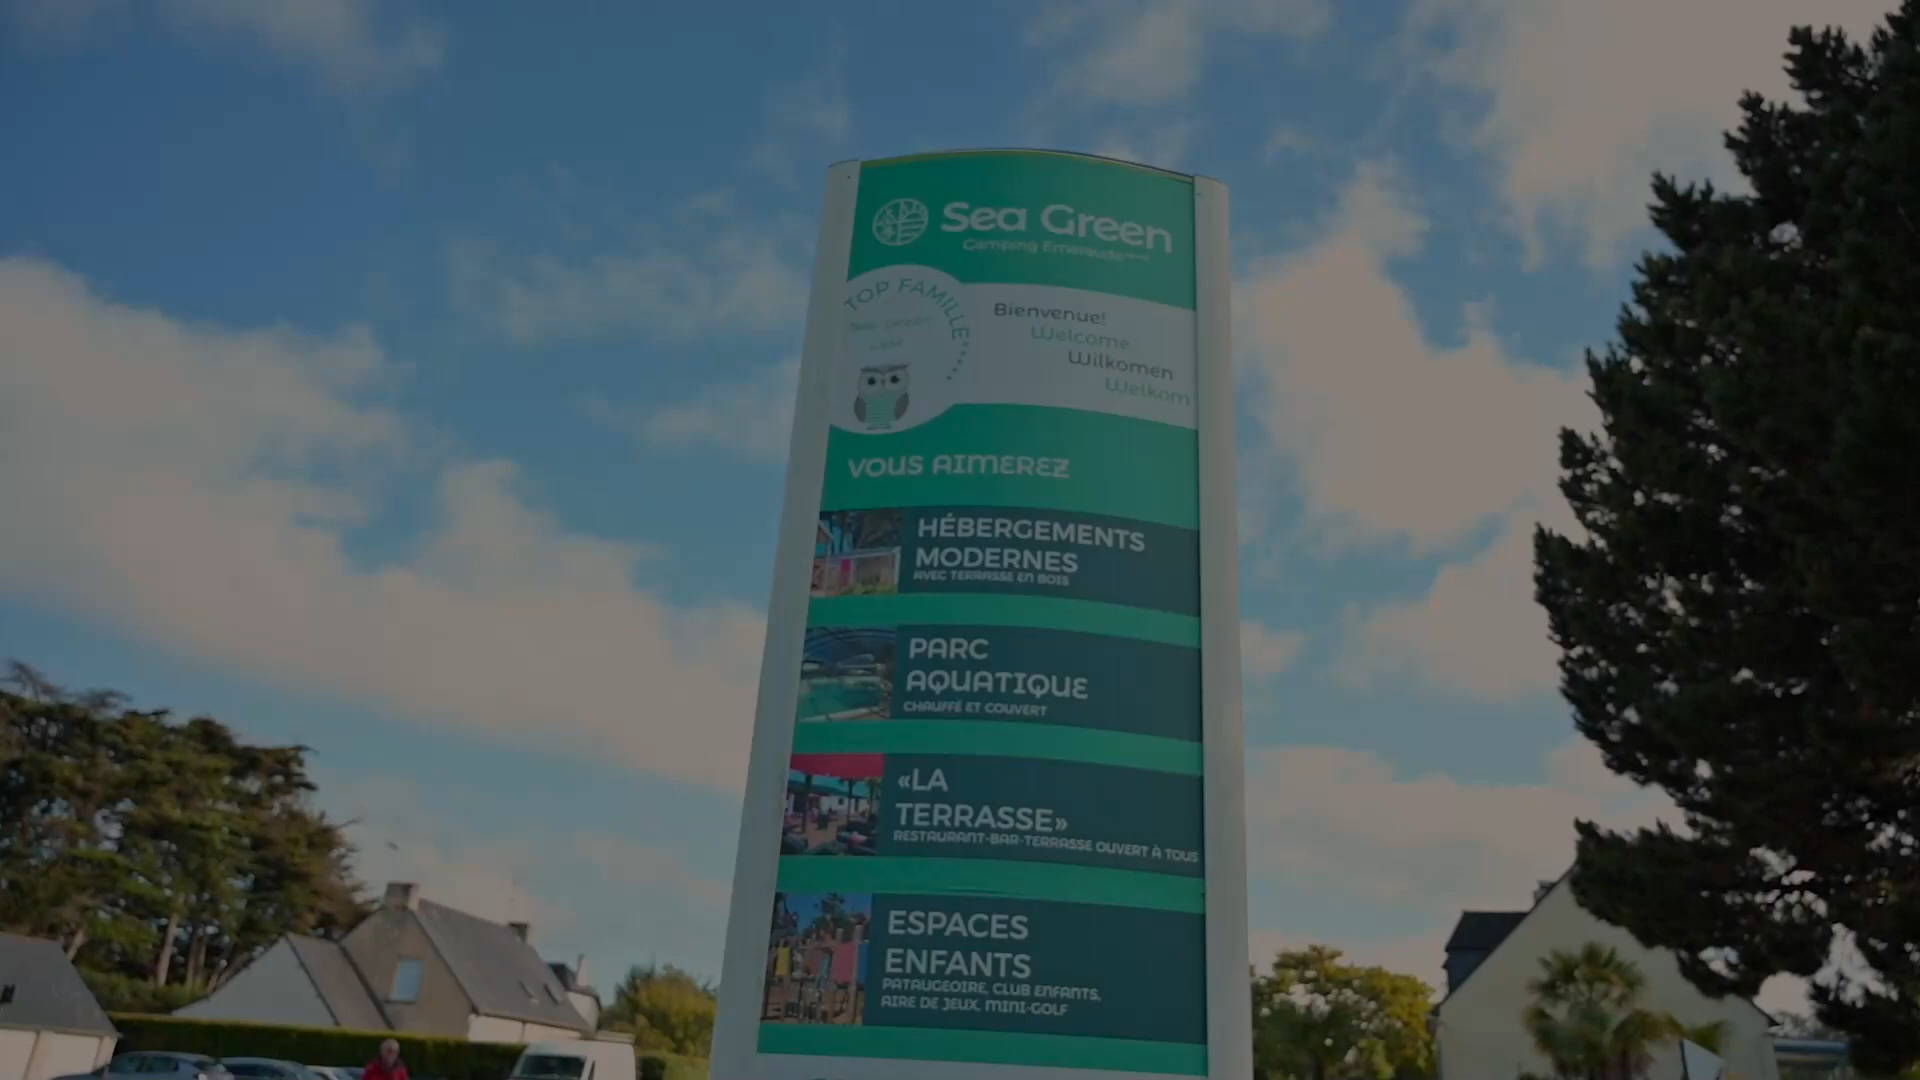 Sea Green
Camping Emeraude
TOP FAMILLE
Bienvenue!
Welcome
Wilkomen
Welkom
VOUS AIMEREZ
HÉBERGEMENTS
MODERNES
AVEC TERRASSE EN BOIS
PARC
AQUATIQUE
CHAUFFÉ ET COUVERT
«LA
TERRASSE»
RESTAURANT-BAR-TERRASSE OUVERT À TOUS
ESPACES
ENFANTS
PATAUGEOIRE, CLUB ENFANTS,
AIRE DE JEUX, MINI-GOLF